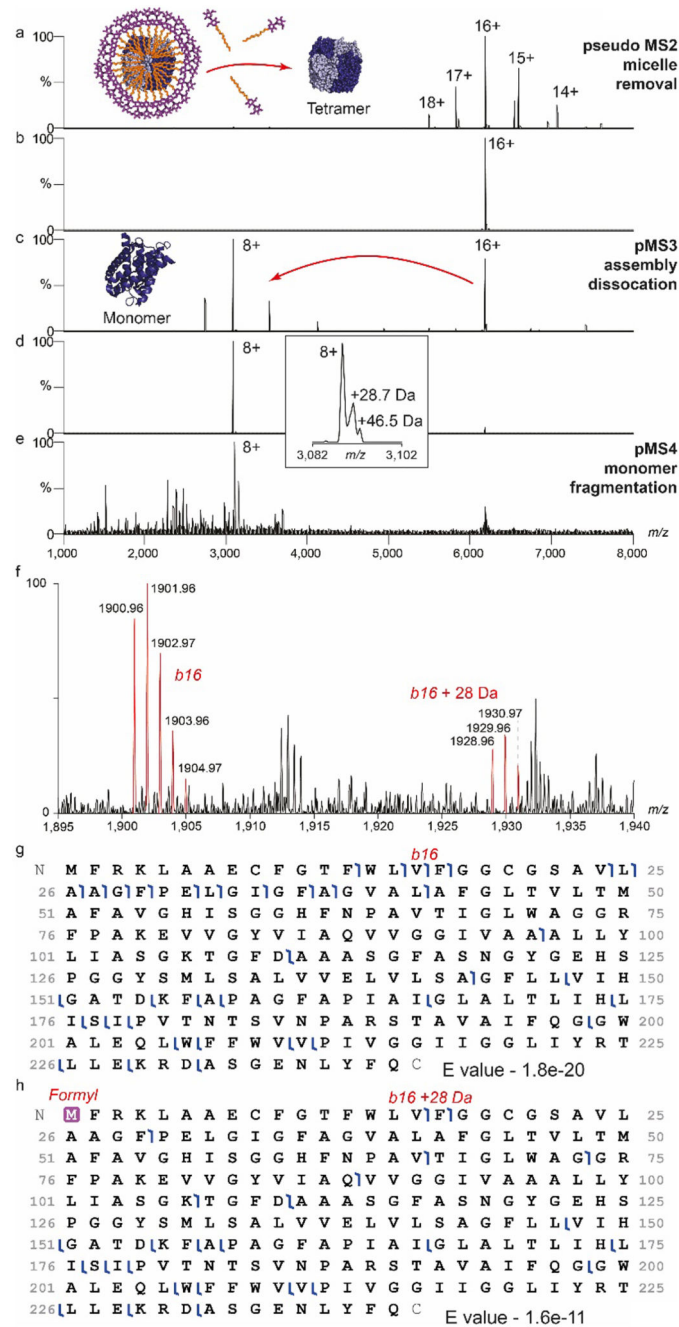 a
100
%
0
Tetramer
18+
17+
16+
15+
14+
pseudo MS2
micelle
removal
b
100
%
0
16+
c
100
%
0
Monomer
8+
16+
pMS3
assembly
dissocation
d
100
%
0
8+
8+
+28.7 Da
+46.5 Da
3,082
m/z
3,102
e
100
%
0
8+
pMS4
monomer
fragmentation
1,000
2,000
3,000
4,000
5,000
6,000
7,000
8,000
m/z
f
100
0
1900.96
1901.96
1902.97
b16
1903.96
1904.97
b16 + 28 Da
1930.97
1929.96
1928.96
1,895
1,900
1,905
1,910
1,915
1,920
1,925
1,930
1,935
1,940
m/z
g
b16
N M F R K L A A E C F G T F W L V F G G C G S A V L 25
26 A A G F P E L G I G F A G V A L A F G L T V L T M 50
51 A F A V G H I S G G H F N P A V T I G L W A G G R 75
76 F P A K E V V G Y V I A Q V V G G I V A A A L L Y 100
101 L I A S G K T G F D A A A S G F A S N G Y G E H S 125
126 P G G Y S M L S A L V V E L V L S A G F L L V I H 150
151 G A T D K F A P A G F A P I A I G L A L T L I H L 175
176 I S I P V T N T S V N P A R S T A V A I F Q G G W 200
201 A L E Q L W F F W V V P I V G G I I G G L I Y R T 225
226 L L E K R D A S G E N L Y F Q C
E value - 1.8e-20
h
Formyl
b16 +28 Da
N M F R K L A A E C F G T F W L V F G G C G S A V L 25
26 A A G F P E L G I G F A G V A L A F G L T V L T M 50
51 A F A V G H I S G G H F N P A V T I G L W A G G R 75
76 F P A K E V V G Y V I A Q V V G G I V A A A L L Y 100
101 L I A S G K T G F D A A A S G F A S N G Y G E H S 125
126 P G G Y S M L S A L V V E L V L S A G F L L V I H 150
151 G A T D K F A P A G F A P I A I G L A L T L I H L 175
176 I S I P V T N T S V N P A R S T A V A I F Q G G W 200
201 A L E Q L W F F W V V P I V G G I I G G L I Y R T 225
226 L L E K R D A S G E N L Y F Q C
E value - 1.6e-11